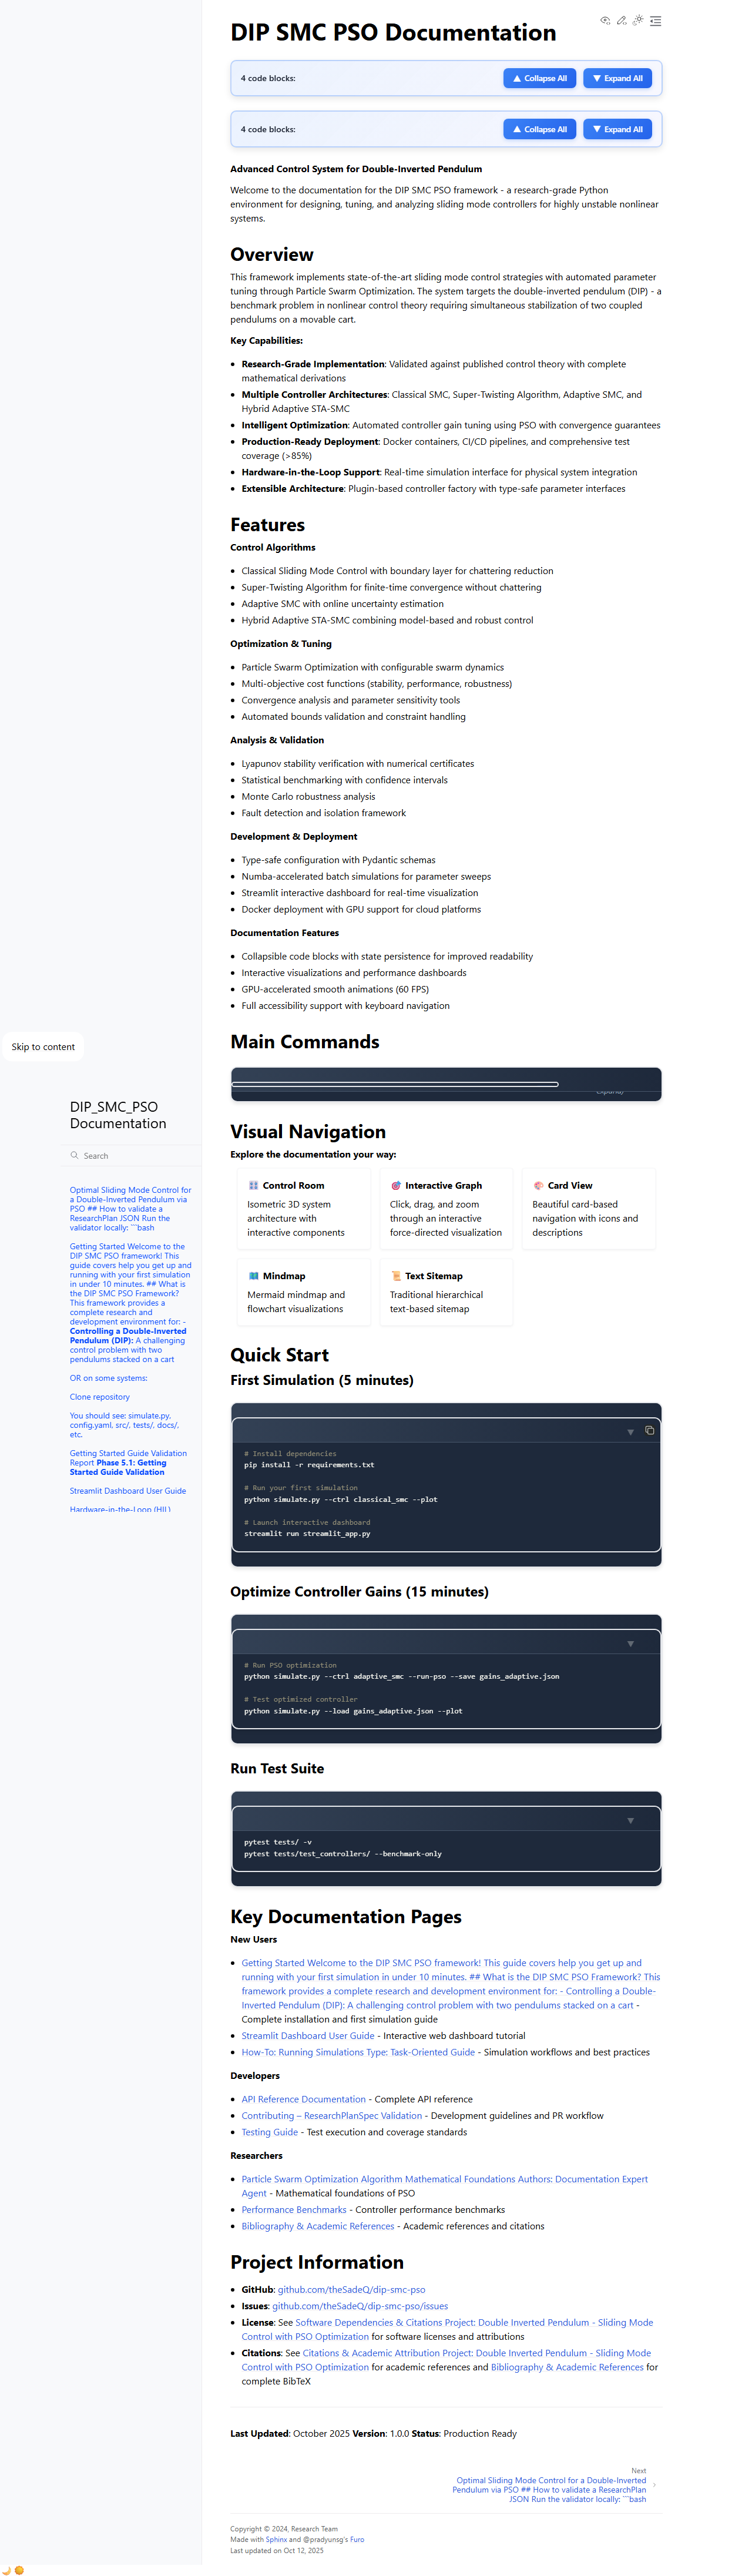 DIP SMC PSO Documentation
4 code blocks:
▲ Collapse All
▼ Expand All
4 code blocks:
▲ Collapse All
▼ Expand All
Advanced Control System for Double-Inverted Pendulum
Welcome to the documentation for the DIP SMC PSO framework - a research-grade Python
environment for designing, tuning, and analyzing sliding mode controllers for highly unstable nonlinear
systems.
Overview
This framework implements state-of-the-art sliding mode control strategies with automated parameter
tuning through Particle Swarm Optimization. The system targets the double-inverted pendulum (DIP) - a
benchmark problem in nonlinear control theory requiring simultaneous stabilization of two coupled
pendulums on a movable cart.
Key Capabilities:
Research-Grade Implementation: Validated against published control theory with complete
mathematical derivations
Multiple Controller Architectures: Classical SMC, Super-Twisting Algorithm, Adaptive SMC, and
Hybrid Adaptive STA-SMC
Intelligent Optimization: Automated controller gain tuning using PSO with convergence guarantees
Production-Ready Deployment: Docker containers, CI/CD pipelines, and comprehensive test
coverage (>85%)
Hardware-in-the-Loop Support: Real-time simulation interface for physical system integration
Extensible Architecture: Plugin-based controller factory with type-safe parameter interfaces
Features
Control Algorithms
Classical Sliding Mode Control with boundary layer for chattering reduction
Super-Twisting Algorithm for finite-time convergence without chattering
Adaptive SMC with online uncertainty estimation
Hybrid Adaptive STA-SMC combining model-based and robust control
Optimization & Tuning
Particle Swarm Optimization with configurable swarm dynamics
Multi-objective cost functions (stability, performance, robustness)
Convergence analysis and parameter sensitivity tools
Automated bounds validation and constraint handling
Analysis & Validation
Lyapunov stability verification with numerical certificates
Statistical benchmarking with confidence intervals
Monte Carlo robustness analysis
Fault detection and isolation framework
Development & Deployment
Type-safe configuration with Pydantic schemas
Numba-accelerated batch simulations for parameter sweeps
Streamlit interactive dashboard for real-time visualization
Docker deployment with GPU support for cloud platforms
Documentation Features
Collapsible code blocks with state persistence for improved readability
Interactive visualizations and performance dashboards
GPU-accelerated smooth animations (60 FPS)
Full accessibility support with keyboard navigation
Skip to content
DIP_SMC_PSO
Documentation
Search
Optimal Sliding Mode Control for
a Double-Inverted Pendulum via
PSO ## How to validate a
ResearchPlan JSON Run the
validator locally: ```bash
Getting Started Welcome to the
DIP SMC PSO framework! This
guide covers help you get up and
running with your first simulation
in under 10 minutes. ## What is
the DIP SMC PSO Framework?
This framework provides a
complete research and
development environment for: -
Controlling a Double-Inverted
Pendulum (DIP): A challenging
control problem with two
pendulums stacked on a cart
OR on some systems:
Clone repository
You should see: simulate.py,
config.yaml, src/, tests/, docs/,
etc.
Getting Started Guide Validation
Report Phase 5.1: Getting
Started Guide Validation
Streamlit Dashboard User Guide
Hardware-in-the-Loop (HIL)
Main Commands
Visual Navigation
Explore the documentation your way:
Control Room
Isometric 3D system
architecture with
interactive components
Interactive Graph
Click, drag, and zoom
through an interactive
force-directed visualization
Card View
Beautiful card-based
navigation with icons and
descriptions
Mindmap
Mermaid mindmap and
flowchart visualizations
Text Sitemap
Traditional hierarchical
text-based sitemap
Quick Start
First Simulation (5 minutes)
# Install dependencies
pip install -r requirements.txt
# Run your first simulation
python simulate.py --ctrl classical_smc --plot
# Launch interactive dashboard
streamlit run streamlit_app.py
Optimize Controller Gains (15 minutes)
# Run PSO optimization
python simulate.py --ctrl adaptive_smc --run-pso --save gains_adaptive.json
# Test optimized controller
python simulate.py --load gains_adaptive.json --plot
Run Test Suite
pytest tests/ -v
pytest tests/test_controllers/ --benchmark-only
Key Documentation Pages
New Users
Getting Started Welcome to the DIP SMC PSO framework! This guide covers help you get up and
running with your first simulation in under 10 minutes. ## What is the DIP SMC PSO Framework? This
framework provides a complete research and development environment for: - Controlling a Double-
Inverted Pendulum (DIP): A challenging control problem with two pendulums stacked on a cart -
Complete installation and first simulation guide
Streamlit Dashboard User Guide - Interactive web dashboard tutorial
How-To: Running Simulations Type: Task-Oriented Guide - Simulation workflows and best practices
Developers
API Reference Documentation - Complete API reference
Contributing – ResearchPlanSpec Validation - Development guidelines and PR workflow
Testing Guide - Test execution and coverage standards
Researchers
Particle Swarm Optimization Algorithm Mathematical Foundations Authors: Documentation Expert
Agent - Mathematical foundations of PSO
Performance Benchmarks - Controller performance benchmarks
Bibliography & Academic References - Academic references and citations
Project Information
GitHub: github.com/theSadeQ/dip-smc-pso
Issues: github.com/theSadeQ/dip-smc-pso/issues
License: See Software Dependencies & Citations Project: Double Inverted Pendulum - Sliding Mode
Control with PSO Optimization for software licenses and attributions
Citations: See Citations & Academic Attribution Project: Double Inverted Pendulum - Sliding Mode
Control with PSO Optimization for academic references and Bibliography & Academic References for
complete BibTeX
Last Updated: October 2025 Version: 1.0.0 Status: Production Ready
Next
Optimal Sliding Mode Control for a Double-Inverted
Pendulum via PSO ## How to validate a ResearchPlan
JSON Run the validator locally: ```bash
Copyright © 2024, Research Team
Made with Sphinx and @pradyunsg's Furo
Last updated on Oct 12, 2025